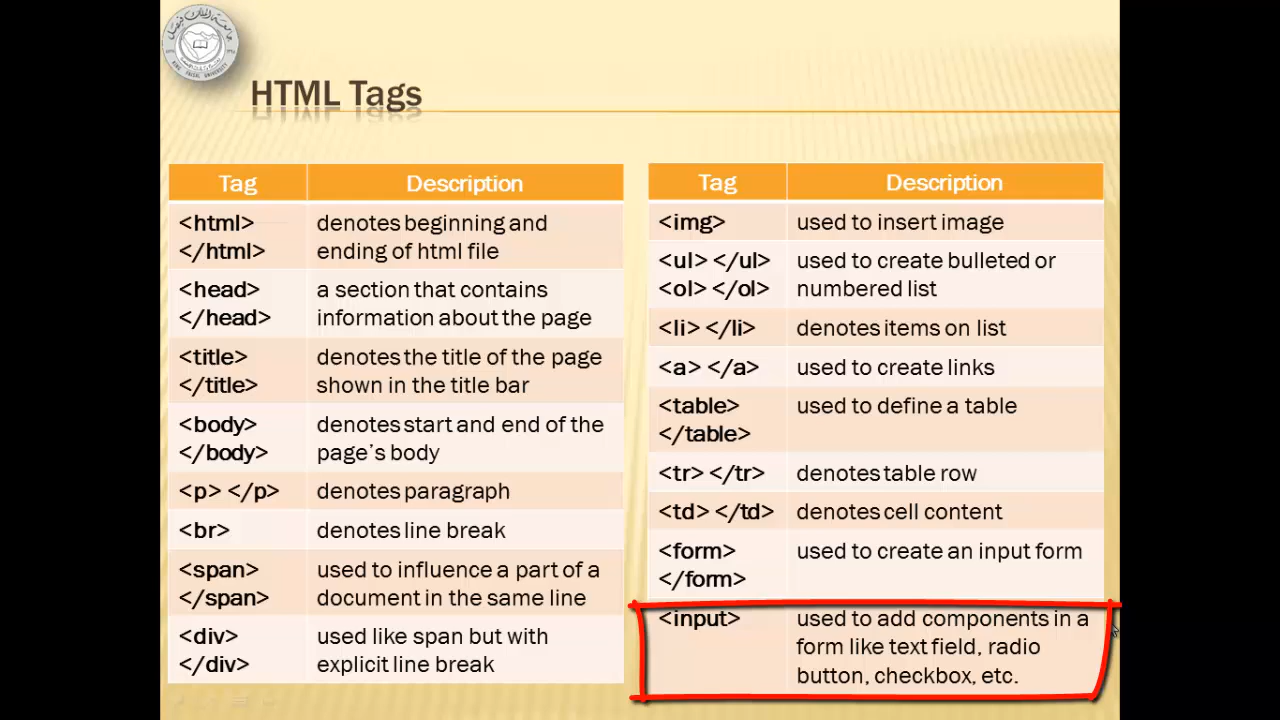 HTML Tags
Tag Description
<html> denotes beginning and
</html> ending of html file
<head> a section that contains
</head> information about the page
<title> denotes the title of the page
</title> shown in the title bar
<body> denotes start and end of the
</body> page’s body
<p> </p> denotes paragraph
<br> denotes line break
<span> used to influence a part of a
</span> document in the same line
<div> used like span but with
</div> explicit line break
Tag Description
<img> used to insert image
<ul> </ul> used to create bulleted or
<ol> </ol> numbered list
<li> </li> denotes items on list
<a> </a> used to create links
<table> used to define a table
</table>
<tr> </tr> denotes table row
<td> </td> denotes cell content
<form> used to create an input form
</form>
<input> used to add components in a
form like text field, radio
button, checkbox, etc.